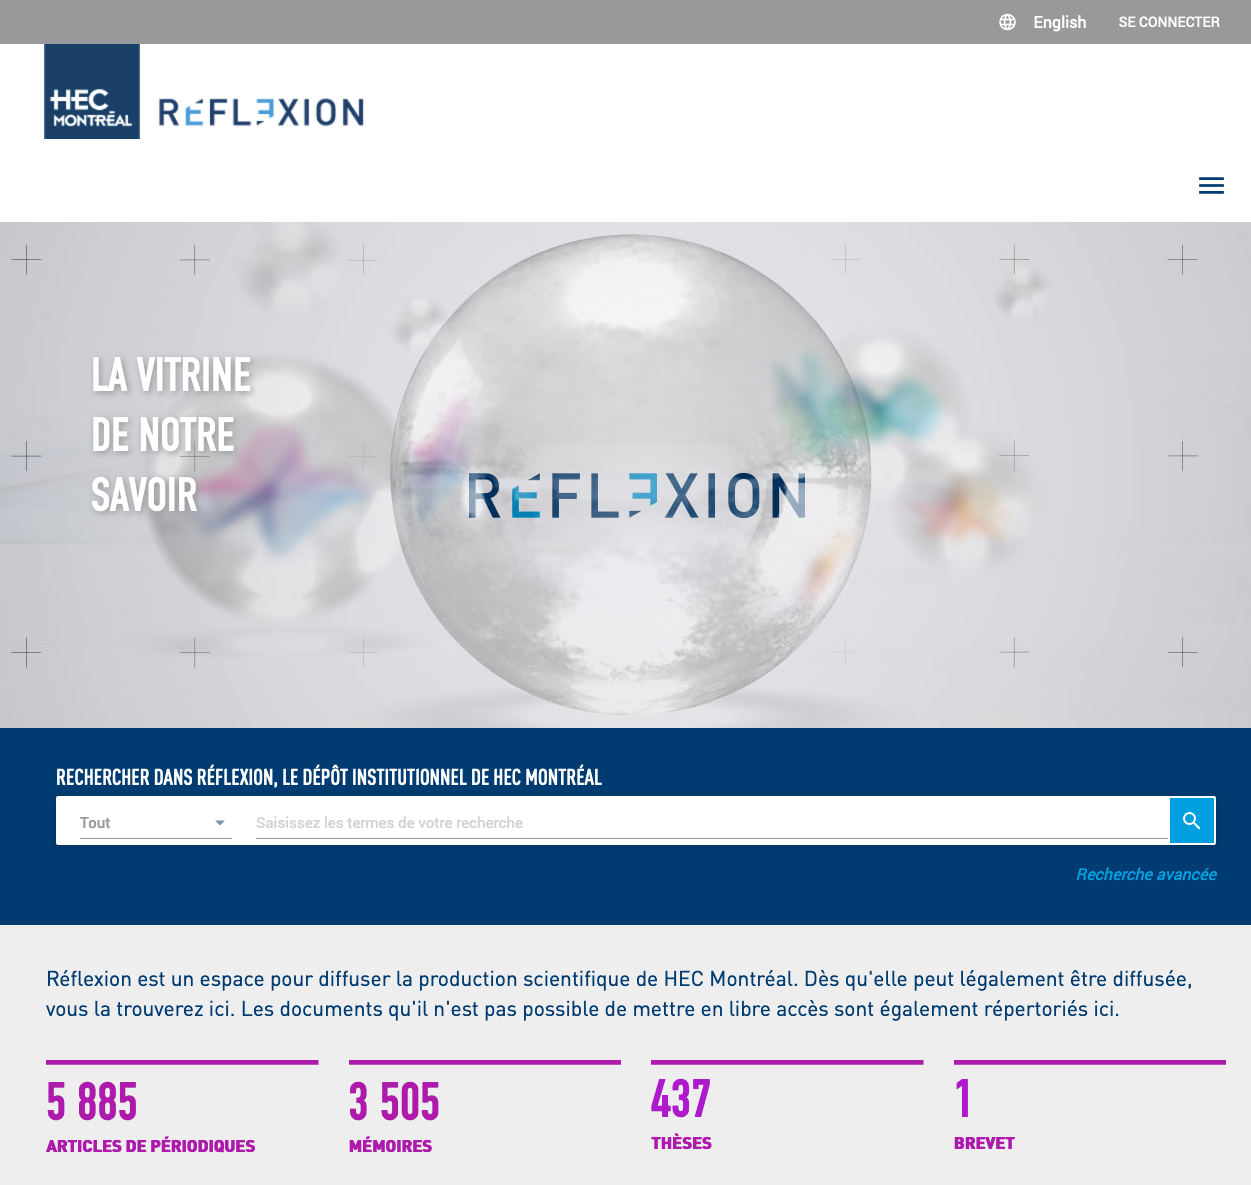 English
SE CONNECTER
HEC
MONTRÉAL
RÉFLEXION
LA VITRINE
DE NOTRE
SAVOIR
RÉFLEXION
RECHERCHER DANS RÉFLEXION, LE DÉPÔT INSTITUTIONNEL DE HEC MONTRÉAL
Tout
Saisissez les termes de votre recherche
Recherche avancée
Réflexion est un espace pour diffuser la production scientifique de HEC Montréal. Dès qu'elle peut légalement être diffusée,
vous la trouverez ici. Les documents qu'il n'est pas possible de mettre en libre accès sont également répertoriés ici.
5 885
ARTICLES DE PÉRIODIQUES
3 505
MÉMOIRES
437
THÈSES
1
BREVET